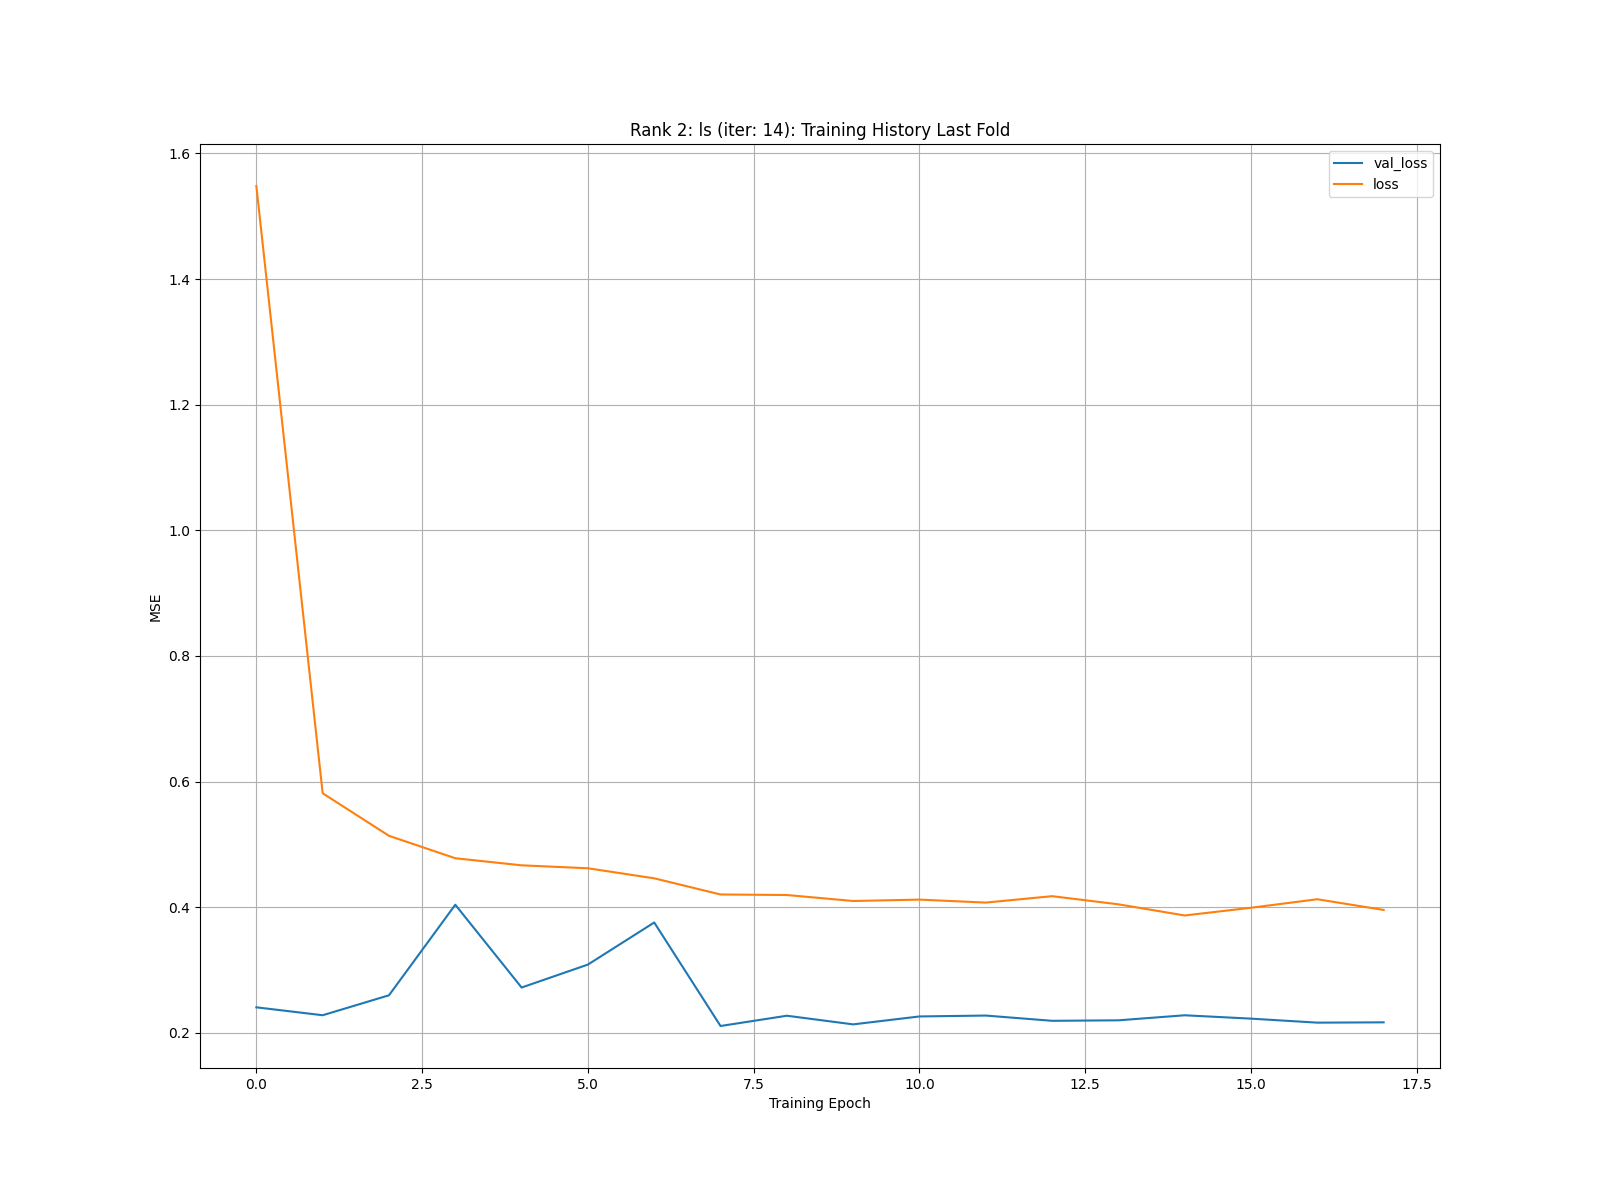 Rank 2: ls (iter: 14): Training History Last Fold
val_loss
loss
1.6
1.4
1.2
1.0
0.8
0.6
0.4
0.2
MSE
0.0 2.5 5.0 7.5 10.0 12.5 15.0 17.5
Training Epoch